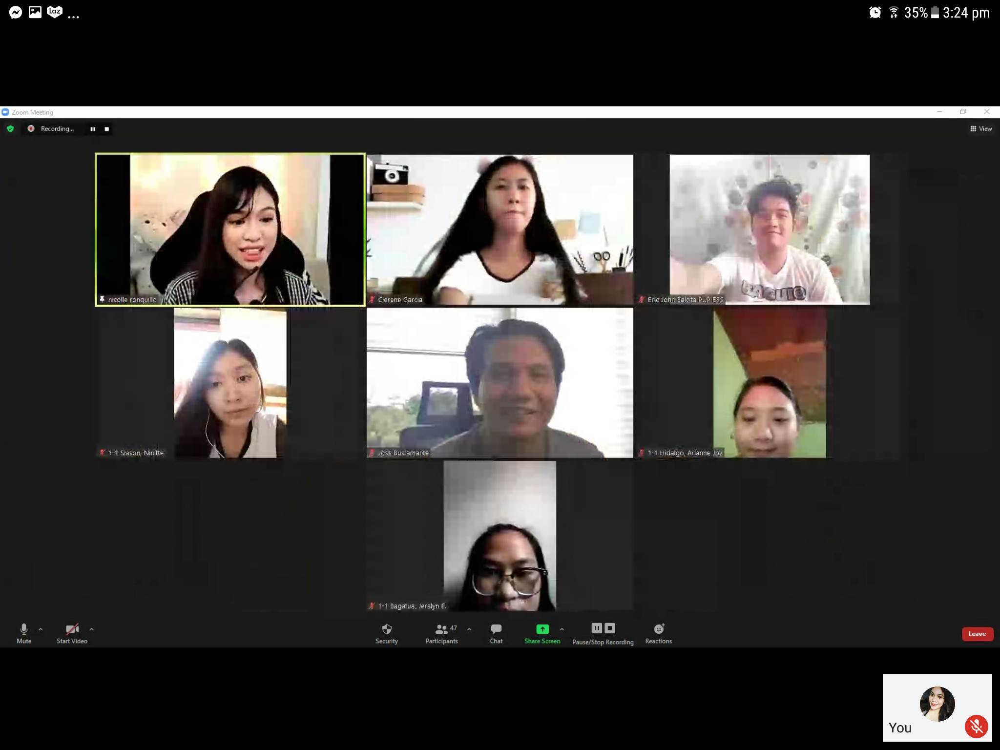 Laz
...
35%
3:24 pm
Zoom Meeting
Recording...
View
nicolle ronquillo
Cierene Garcia
Eric John Balcita PUP ESS
1-1 Siason, Ninitte
Jose Bustamante
1-1 Hidalgo, Arianne Joy
1-1 Bagatua, Jeralyn E.
Mute
Start Video
Security
47
Participants
Chat
Share Screen
Pause/Stop Recording
Reactions
Leave
You